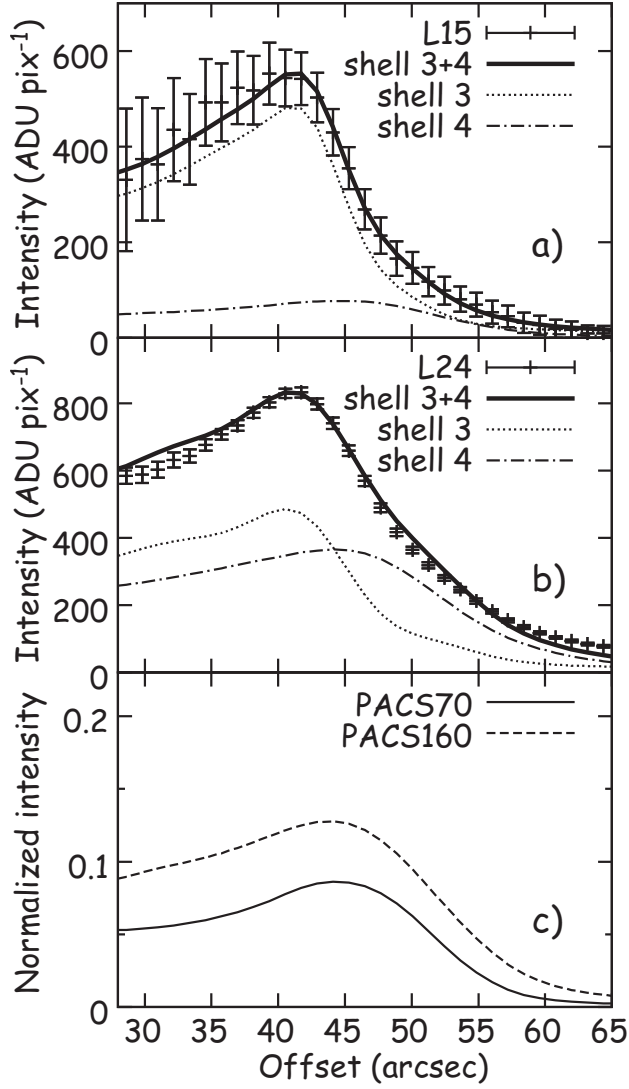 Intensity (ADU pix⁻¹)
600
400
200
0
L15
shell 3+4
shell 3
shell 4
a)
Intensity (ADU pix⁻¹)
800
600
400
200
0
L24
shell 3+4
shell 3
shell 4
b)
Normalized intensity
0.2
0.1
0
PACS70
PACS160
c)
30 35 40 45 50 55 60 65
Offset (arcsec)